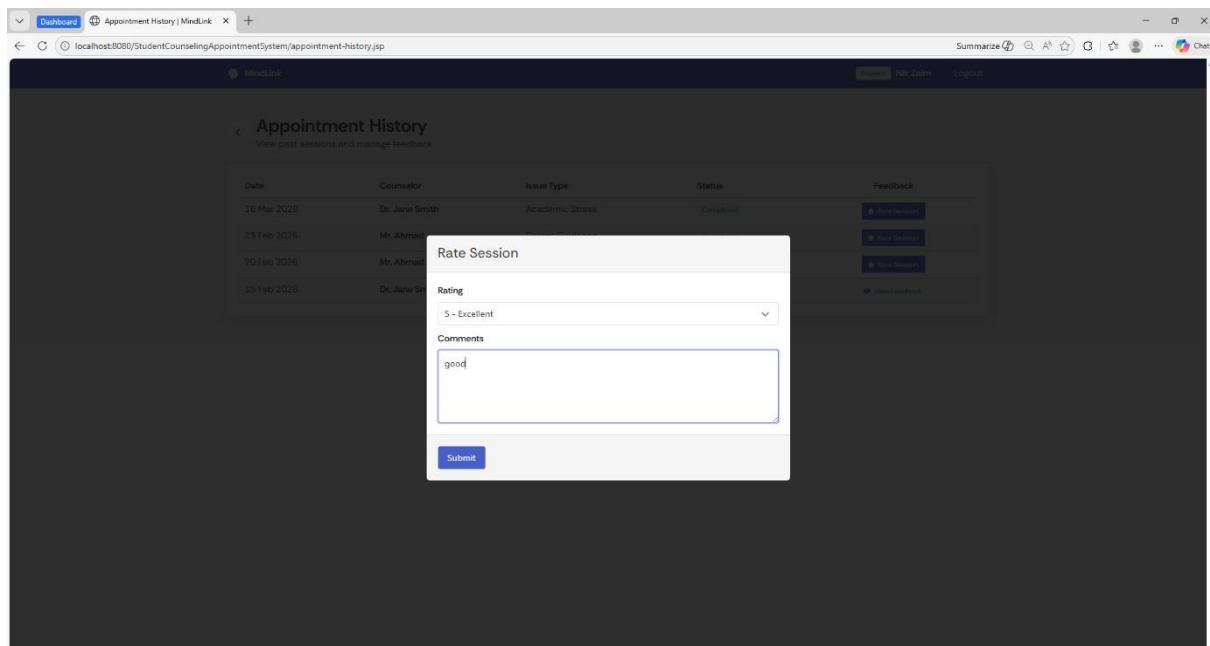 Dashboard
Appointment History | MindLink
localhost:8080/StudentCounselingAppointmentSystem/appointment-history.jsp
Summarize
Chat
MindLink
Nik Zaim
Logout
Appointment History
View past sessions and manage feedback
Date Counselor Issue Type Status Feedback
16 Mar 2026 Dr. Jane Smith Academic Stress Completed Rate Session
23 Feb 2026 Mr. Ahmad Rate Session
20 Feb 2026 Mr. Ahmad Rate Session
15 Feb 2026 Dr. Jane Sm View Feedback
Rate Session
Rating
5 - Excellent
Comments
good
Submit